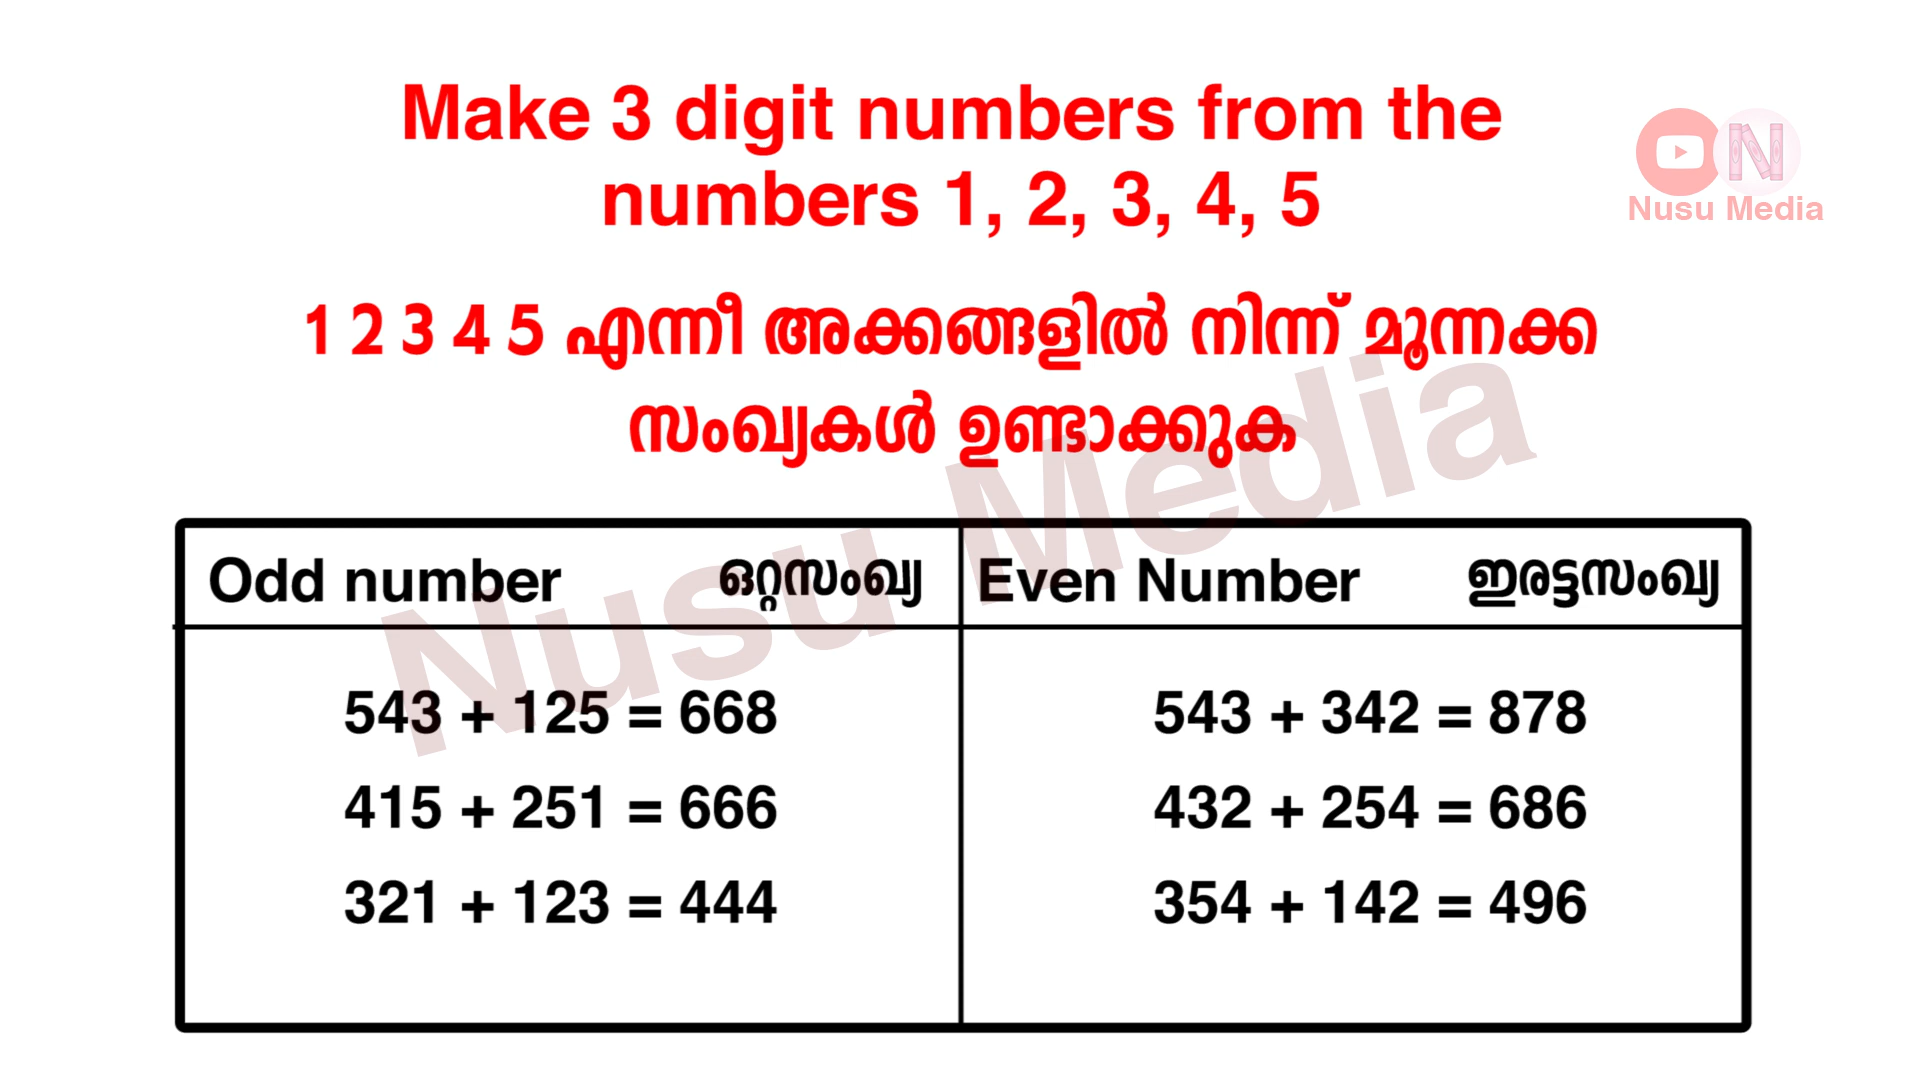 Make 3 digit numbers from the
numbers 1, 2, 3, 4, 5
Nusu Media
1 2 3 4 5 എന്നീ അക്കങ്ങളിൽ നിന്ന് മൂന്നക്ക
സംഖ്യകൾ ഉണ്ടാക്കുക
Nusu Media
Odd number ഒറ്റസംഖ്യ Even Number ഇരട്ടസംഖ്യ
543 + 125 = 668 543 + 342 = 878
415 + 251 = 666 432 + 254 = 686
321 + 123 = 444 354 + 142 = 496